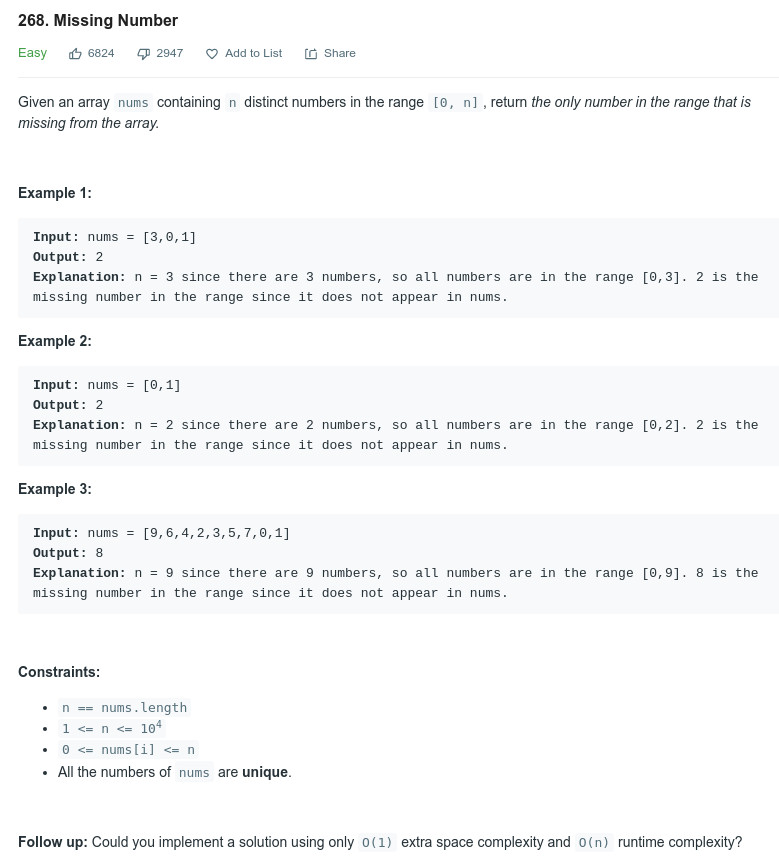 268. Missing Number
Easy 6824 2947 Add to List Share
Given an array nums containing n distinct numbers in the range [0, n] , return the only number in the range that is
missing from the array.
Example 1:
Input: nums = [3,0,1]
Output: 2
Explanation: n = 3 since there are 3 numbers, so all numbers are in the range [0,3]. 2 is the
missing number in the range since it does not appear in nums.
Example 2:
Input: nums = [0,1]
Output: 2
Explanation: n = 2 since there are 2 numbers, so all numbers are in the range [0,2]. 2 is the
missing number in the range since it does not appear in nums.
Example 3:
Input: nums = [9,6,4,2,3,5,7,0,1]
Output: 8
Explanation: n = 9 since there are 9 numbers, so all numbers are in the range [0,9]. 8 is the
missing number in the range since it does not appear in nums.
Constraints:
• n == nums.length
• 1 <= n <= 10⁴
• 0 <= nums[i] <= n
• All the numbers of nums are unique.
Follow up: Could you implement a solution using only O(1) extra space complexity and O(n) runtime complexity?